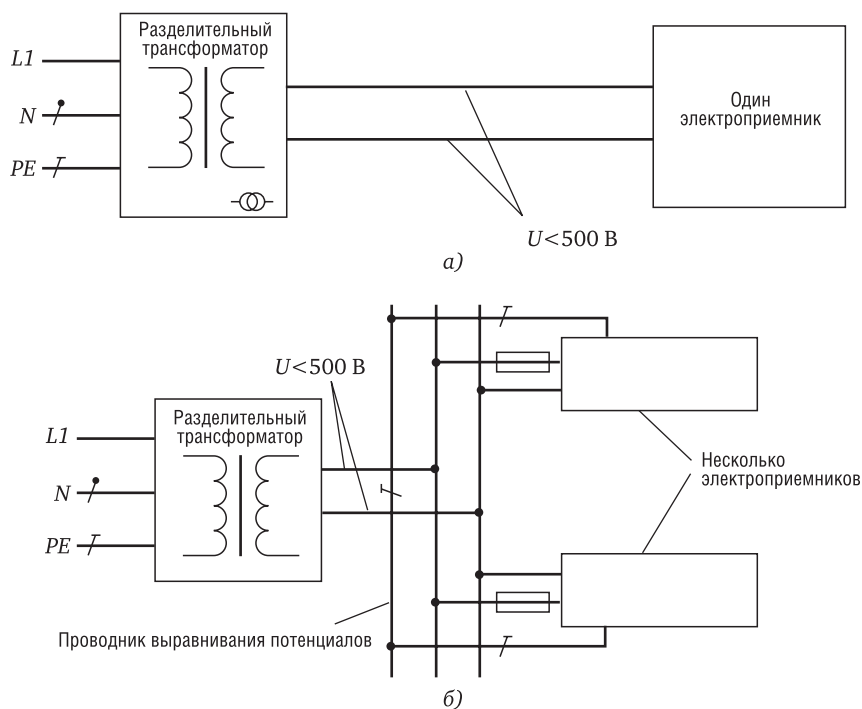 Разделительный
трансформатор
L1
N
PE
Один
электроприемник
U<500 В
а)
U<500 В
Разделительный
трансформатор
L1
N
PE
Несколько
электроприемников
Проводник выравнивания потенциалов
б)